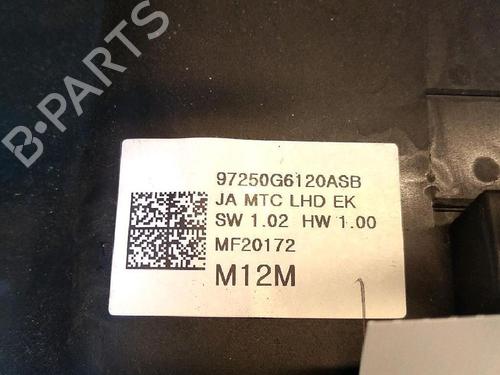 B-PARTS
97250G6120ASB
JA MTC LHD EK
SW 1.02 HW 1.00
MF20172
M12M